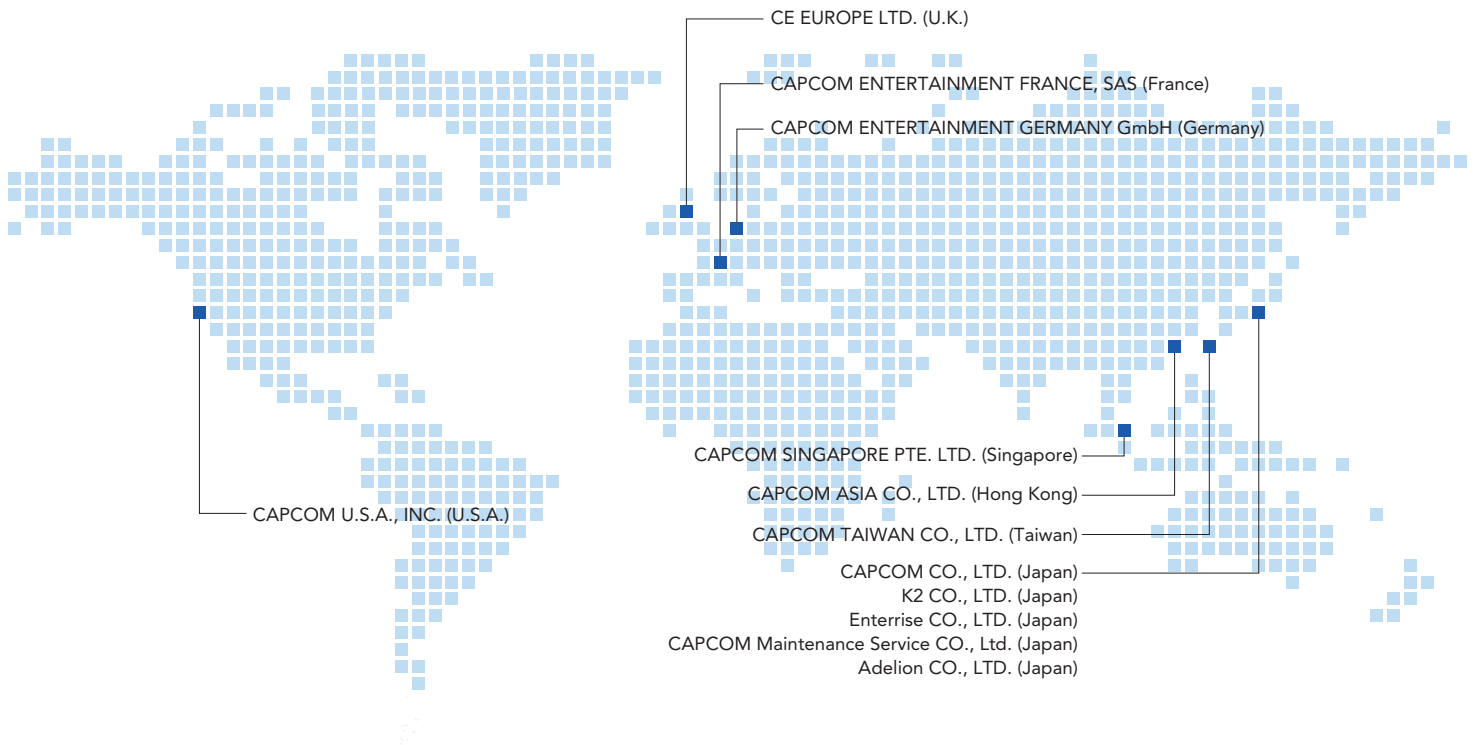 CE EUROPE LTD. (U.K.)
CAPCOM ENTERTAINMENT FRANCE, SAS (France)
CAPCOM ENTERTAINMENT GERMANY GmbH (Germany)
CAPCOM SINGAPORE PTE. LTD. (Singapore)
CAPCOM ASIA CO., LTD. (Hong Kong)
CAPCOM U.S.A., INC. (U.S.A.)
CAPCOM TAIWAN CO., LTD. (Taiwan)
CAPCOM CO., LTD. (Japan)
K2 CO., LTD. (Japan)
Enterrise CO., LTD. (Japan)
CAPCOM Maintenance Service CO., Ltd. (Japan)
Adelion CO., LTD. (Japan)